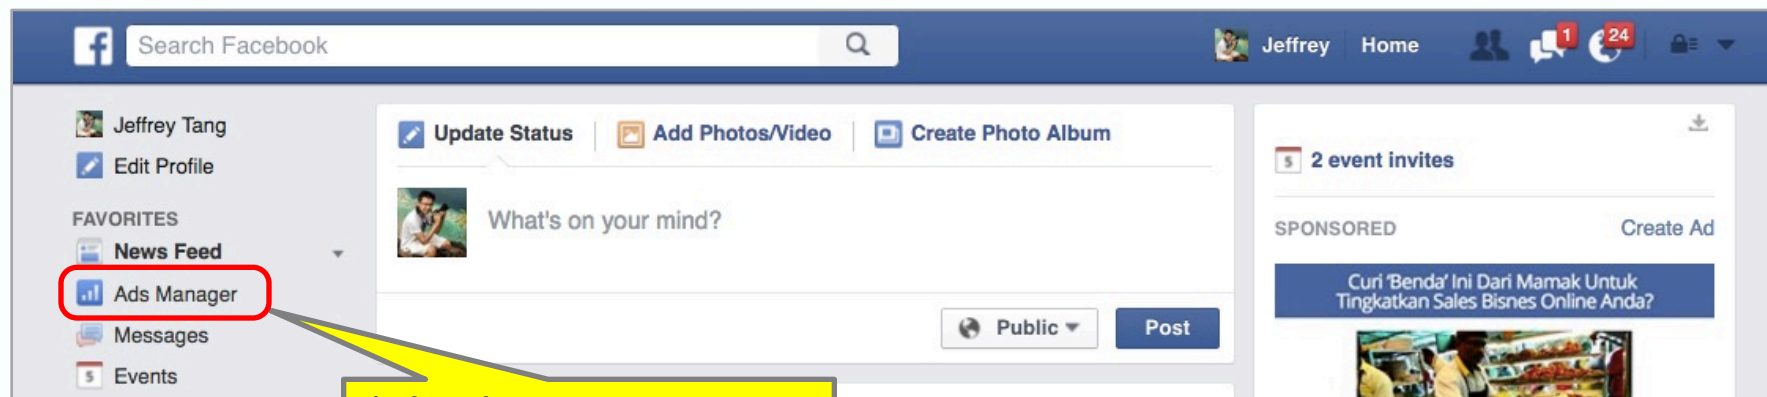 f Search Facebook Jeffrey Home 1 24
Jeffrey Tang
Edit Profile
FAVORITES
News Feed
Ads Manager
Messages
5 Events
Update Status Add Photos/Video Create Photo Album
What's on your mind?
Public Post
5 2 event invites
SPONSORED Create Ad
Curi 'Benda' Ini Dari Mamak Untuk
Tingkatkan Sales Bisnes Online Anda?